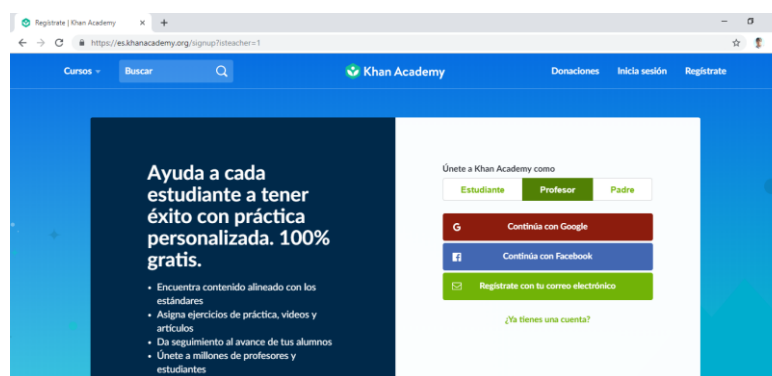 Regístrate | Khan Academy
https://es.khanacademy.org/signup?isteacher=1
Cursos
Buscar
Khan Academy
Donaciones
Inicia sesión
Regístrate
Ayuda a cada
estudiante a tener
éxito con práctica
personalizada. 100%
gratis.
• Encuentra contenido alineado con los
estándares
• Asigna ejercicios de práctica, videos y
artículos
• Da seguimiento al avance de tus alumnos
• Únete a millones de profesores y
estudiantes
Únete a Khan Academy como
Estudiante Profesor Padre
G Continúa con Google
f Continúa con Facebook
Regístrate con tu correo electrónico
¿Ya tienes una cuenta?